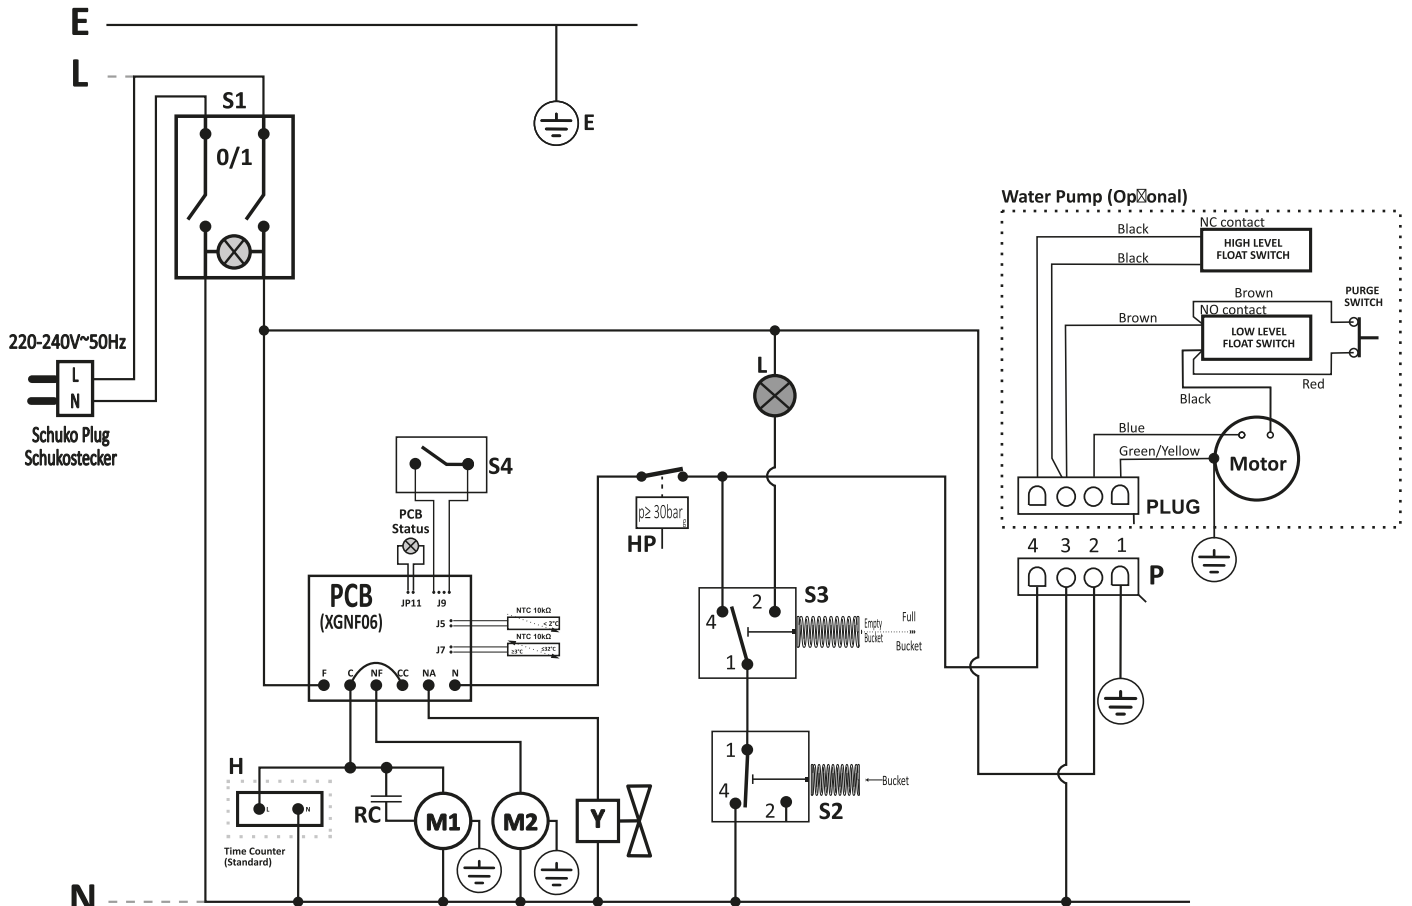 E
L
S1
0/1
E
220-240V~50Hz
L
N
Schuko Plug
Schukostecker
Water Pump (Op☒onal)
Black
NC contact
HIGH LEVEL
FLOAT SWITCH
Black
Brown
PURGE
SWITCH
NO contact
Brown
LOW LEVEL
FLOAT SWITCH
Red
Black
Blue
Green/Yellow
Motor
PLUG
4 3 2 1
P
L
S4
PCB
Status
HP
p≥ 30bar
PCB
(XGNF06)
JP11 J9
J5
NTC 10kΩ
< 2°C
J7
NTC 10kΩ
≥3°C ≤32°C
F C NF CC NA N
S3
4 2
1
Empty
Bucket
Full
Bucket
1
4 2
S2
Bucket
H
L N
Time Counter
(Standard)
RC
M1
M2
Y
N